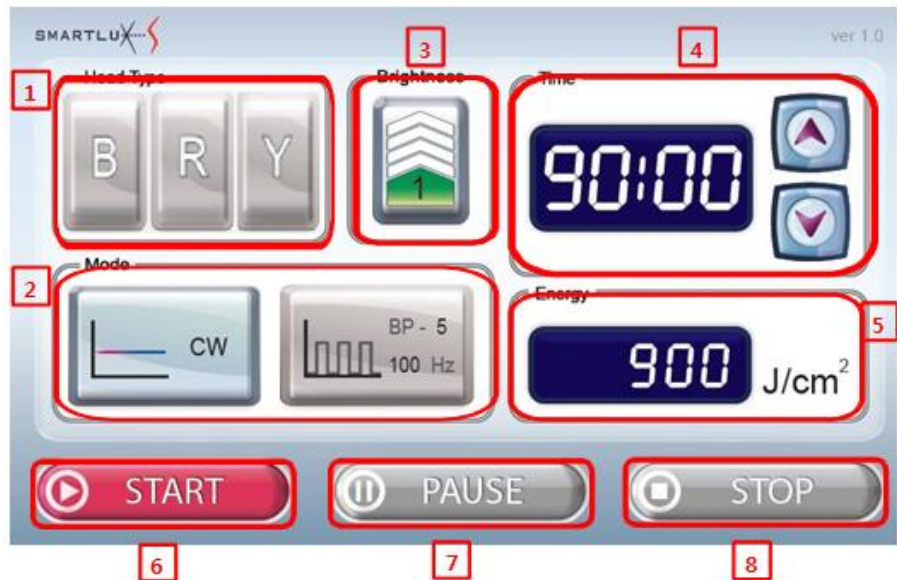 SMARTLUX S
ver 1.0
1
Head Type
B R Y
3
Brightness
1
4
Time
90:00
2
Mode
CW
BP - 5
100 Hz
Energy
900 J/cm²
5
START
PAUSE
STOP
6
7
8